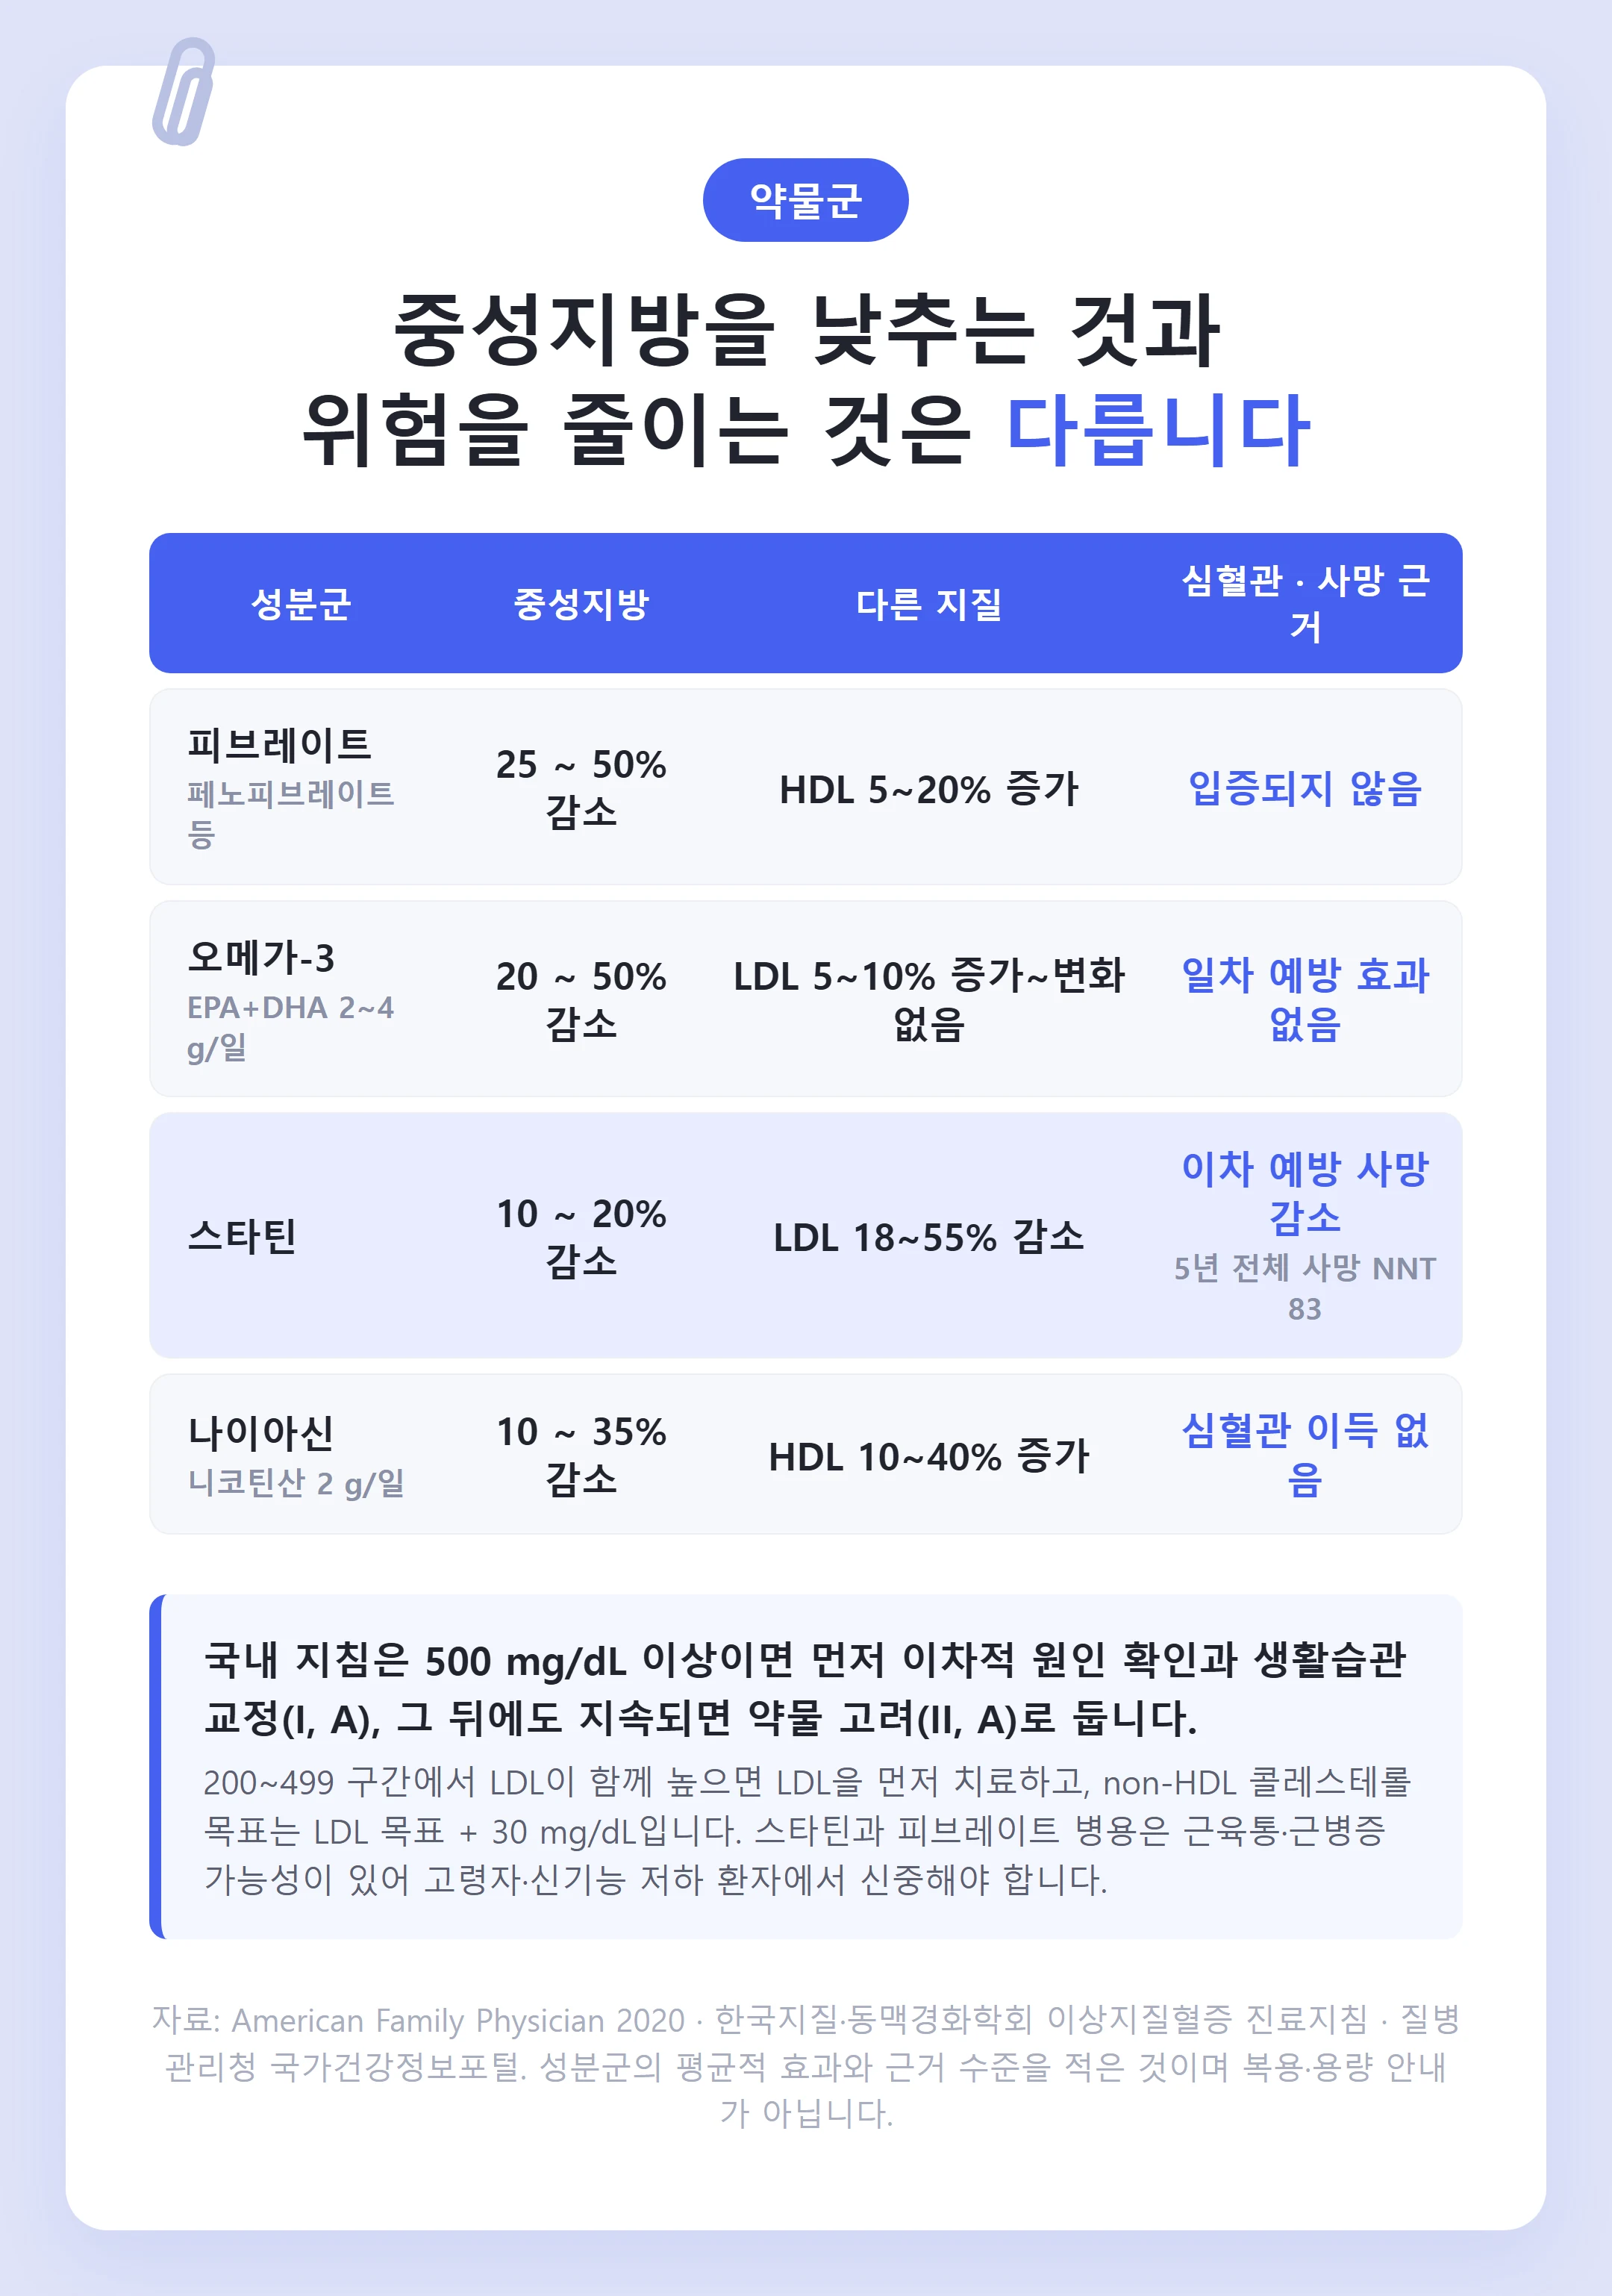 약물군
중성지방을 낮추는 것과
위험을 줄이는 것은 다릅니다
성분군
중성지방
다른 지질
심혈관 · 사망 근
거
피브레이트
페노피브레이트
등
25 ~ 50%
감소
HDL 5~20% 증가
입증되지 않음
오메가-3
EPA+DHA 2~4
g/일
20 ~ 50%
감소
LDL 5~10% 증가~변화
없음
일차 예방 효과
없음
스타틴
10 ~ 20%
감소
LDL 18~55% 감소
이차 예방 사망
감소
5년 전체 사망 NNT
83
나이아신
니코틴산 2 g/일
10 ~ 35%
감소
HDL 10~40% 증가
심혈관 이득 없
음
국내 지침은 500 mg/dL 이상이면 먼저 이차적 원인 확인과 생활습관
교정(I, A), 그 뒤에도 지속되면 약물 고려(II, A)로 둡니다.
200~499 구간에서 LDL이 함께 높으면 LDL을 먼저 치료하고, non-HDL 콜레스테롤
목표는 LDL 목표 + 30 mg/dL입니다. 스타틴과 피브레이트 병용은 근육통·근병증
가능성이 있어 고령자·신기능 저하 환자에서 신중해야 합니다.
자료: American Family Physician 2020 · 한국지질·동맥경화학회 이상지질혈증 진료지침 · 질병
관리청 국가건강정보포털. 성분군의 평균적 효과와 근거 수준을 적은 것이며 복용·용량 안내
가 아닙니다.